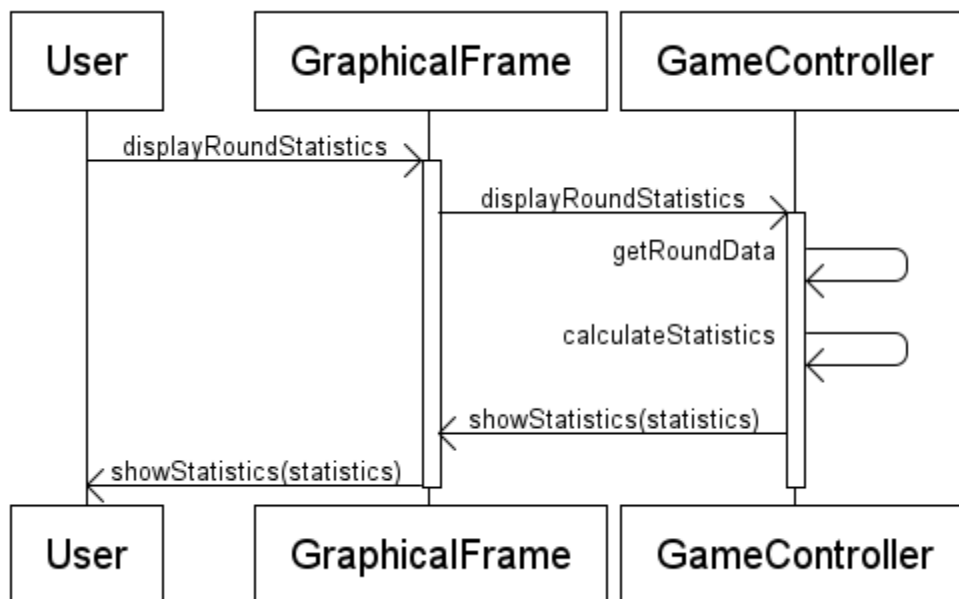 User
GraphicalFrame
GameController
displayRoundStatistics
displayRoundStatistics
getRoundData
calculateStatistics
showStatistics(statistics)
showStatistics(statistics)
User
GraphicalFrame
GameController